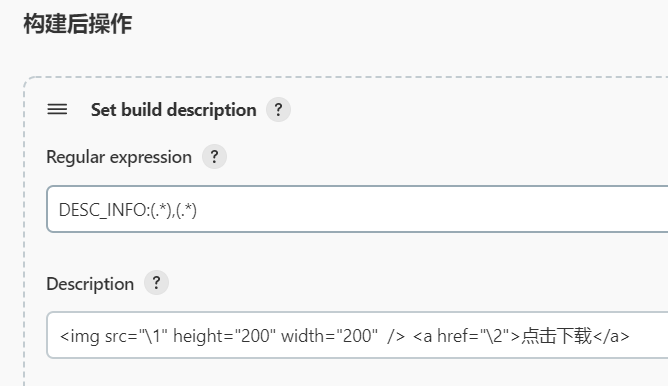 构建后操作
Set build description ?
Regular expression ?
DESC_INFO:(.*),(.*)
Description ?
<img src="\1" height="200" width="200"  /> <a href="\2">点击下载</a>